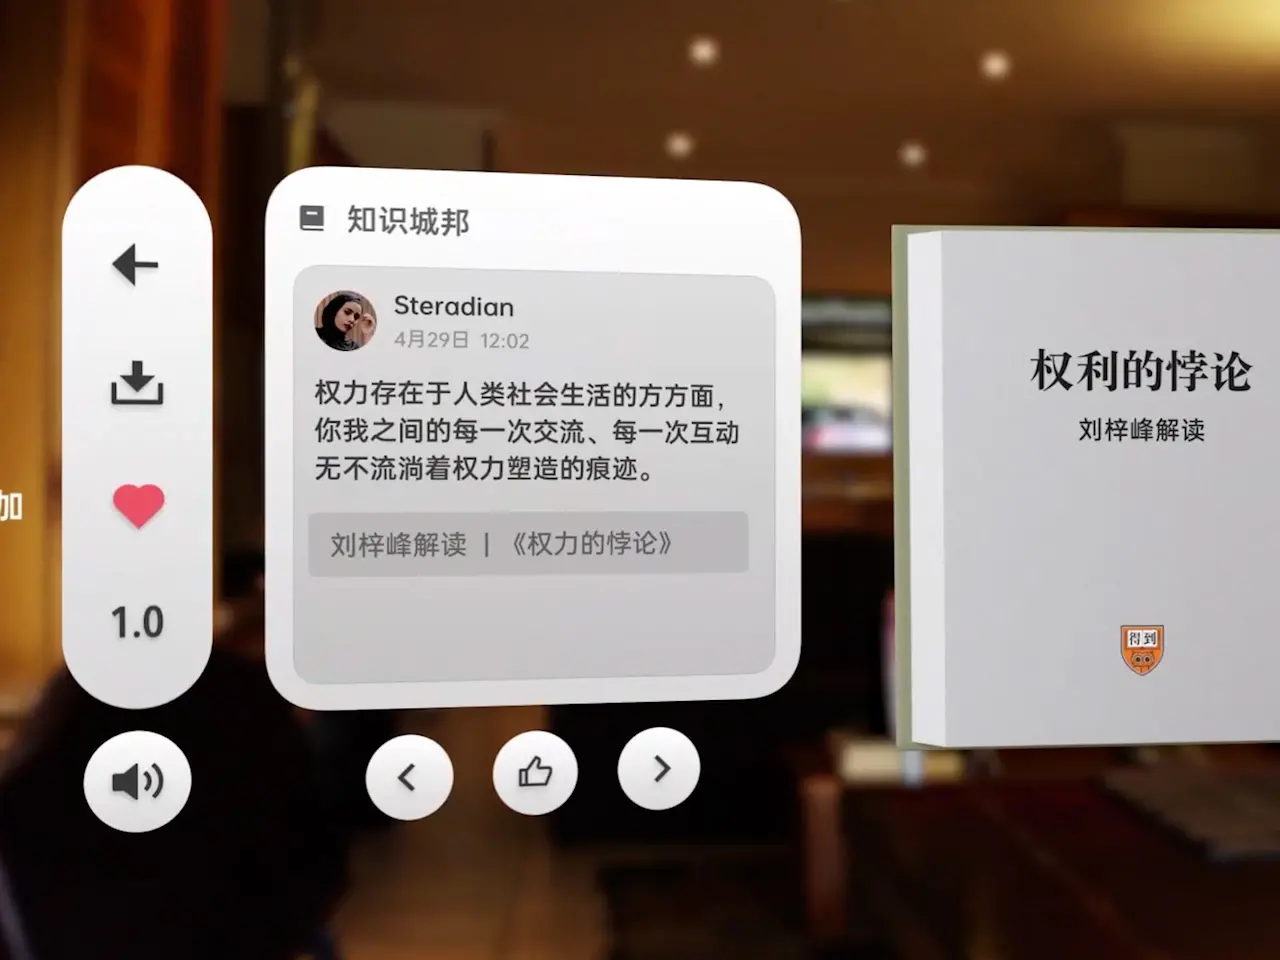 加
1.0
知识城邦
Steradian
4月29日 12:02
权力存在于人类社会生活的方方面，
你我之间的每一次交流、每一次互动
无不流淌着权力塑造的痕迹。
刘梓峰解读 | 《权力的悖论》
权利的悖论
刘梓峰解读
得到